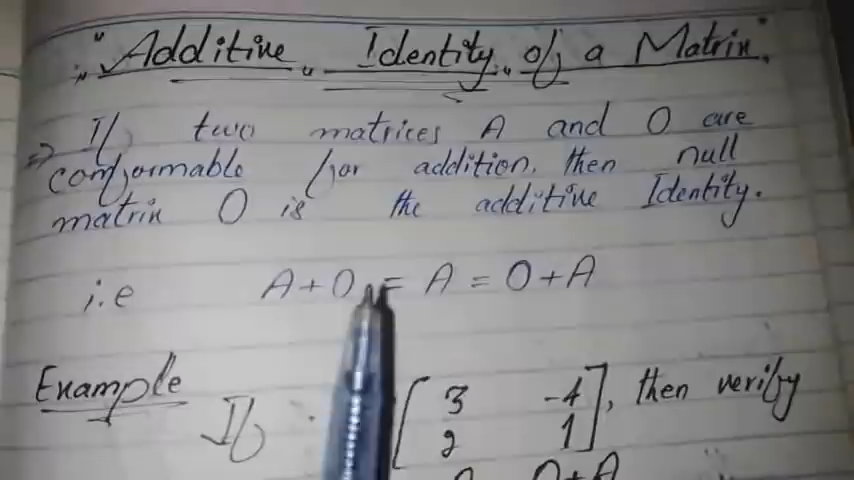 "Additive Identity of a Matrix"
⇒ If two matrices A and O are
conformable for addition, then null
matrix O is the additive Identity.
i.e A+O = A = O+A
Example
If [3 -4
2 1], then verify
O+A